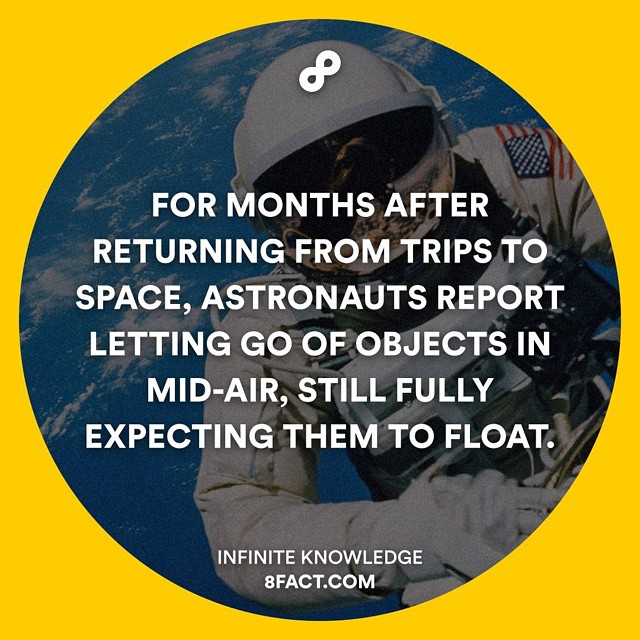 FOR MONTHS AFTER
RETURNING FROM TRIPS TO
SPACE, ASTRONAUTS REPORT
LETTING GO OF OBJECTS IN
MID-AIR, STILL FULLY
EXPECTING THEM TO FLOAT.
INFINITE KNOWLEDGE
8FACT.COM